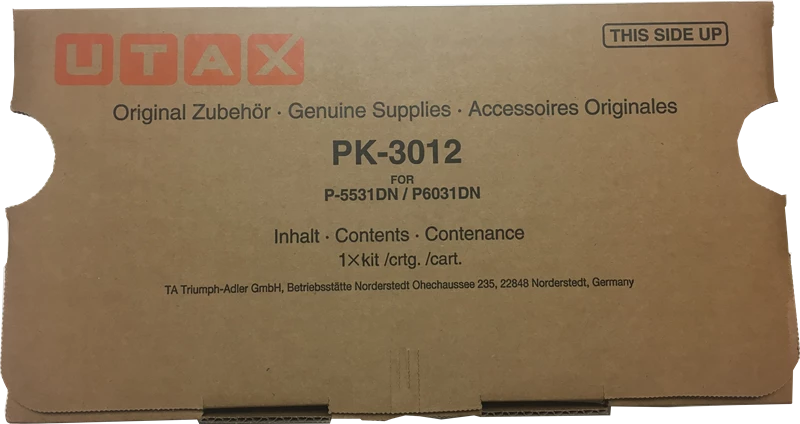 UTAX
THIS SIDE UP
Original Zubehör · Genuine Supplies · Accessoires Originales
PK-3012
FOR
P-5531DN / P6031DN
Inhalt · Contents · Contenance
1×kit /crtg. /cart.
TA Triumph-Adler GmbH, Betriebsstätte Norderstedt Ohechaussee 235, 22848 Norderstedt, Germany